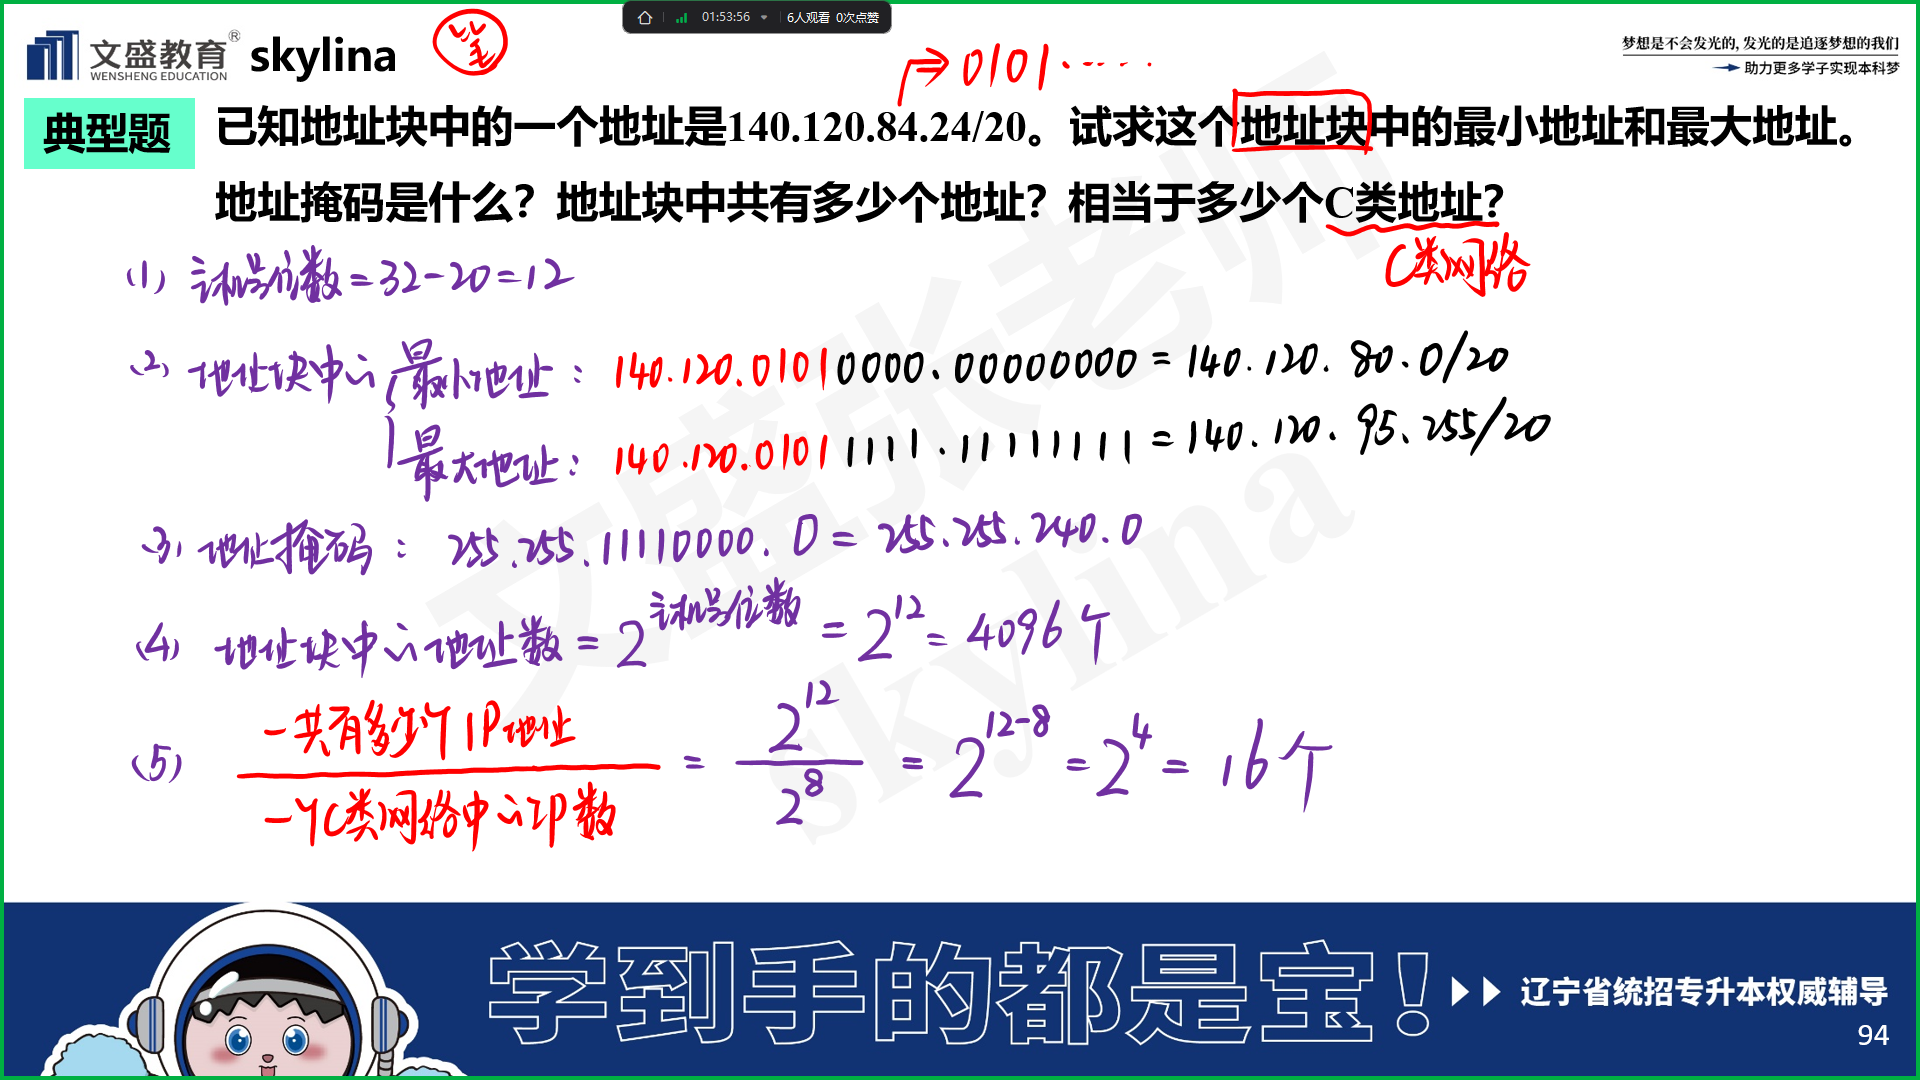 01:53:56 6人观看 0次点赞
文盛教育® skylina 笔
WENSHENG EDUCATION
梦想是不会发光的, 发光的是追逐梦想的我们
助力更多学子实现本科梦
0101......
典型题 已知地址块中的一个地址是140.120.84.24/20。试求这个地址块中的最小地址和最大地址。
地址掩码是什么?地址块中共有多少个地址?相当于多少个C类地址?
C类网络
(1) 主机号位数=32-20=12
(2) 地址块中的 最小地址: 140.120.01010000.00000000 = 140.120.80.0/20
最大地址: 140.120.01011111.11111111 = 140.120.95.255/20
(3) 地址掩码: 255.255.11110000.0 = 255.255.240.0
(4) 地址块中的地址数 = 2^主机号位数 = 2^12 = 4096个
(5) 一共有多少个IP地址 / 一个C类网络中的IP数 = 2^12 / 2^8 = 2^12-8 = 2^4 = 16个
文盛张老师
skylina
学到手的都是宝!
辽宁省统招专升本权威辅导
94